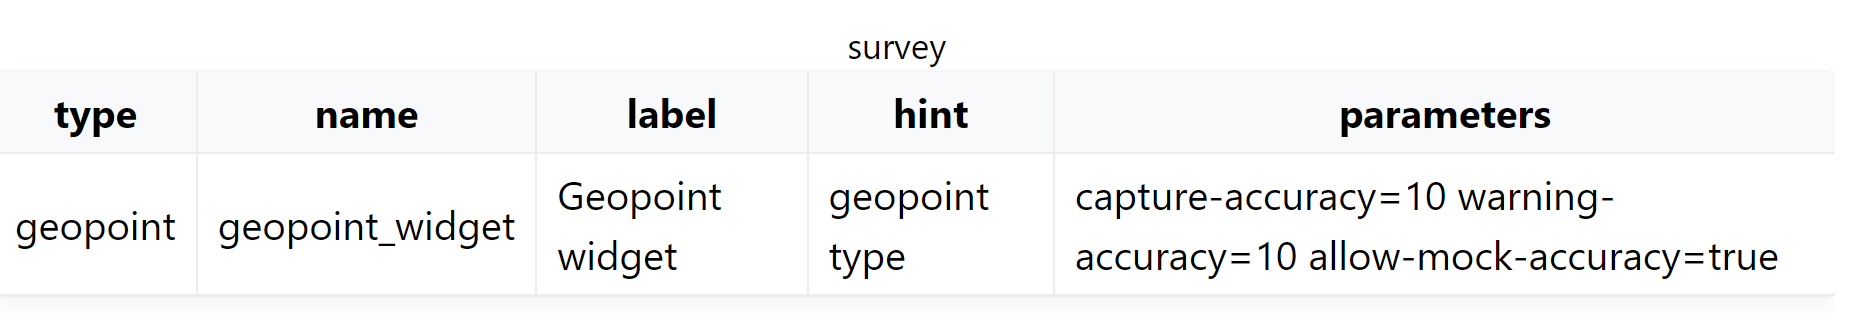 survey
type name label hint parameters
geopoint geopoint_widget Geopoint widget geopoint type capture-accuracy=10 warning-accuracy=10 allow-mock-accuracy=true